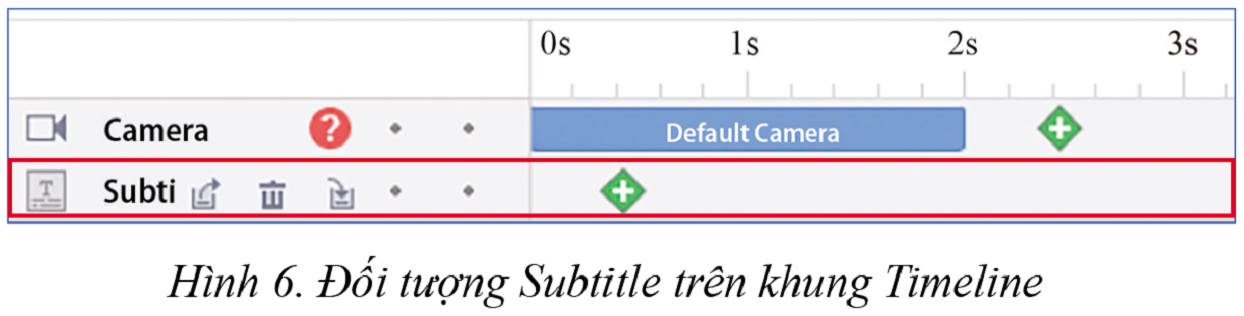 0s 1s 2s 3s
Camera ? Default Camera
T Subti
Hình 6. Đối tượng Subtitle trên khung Timeline